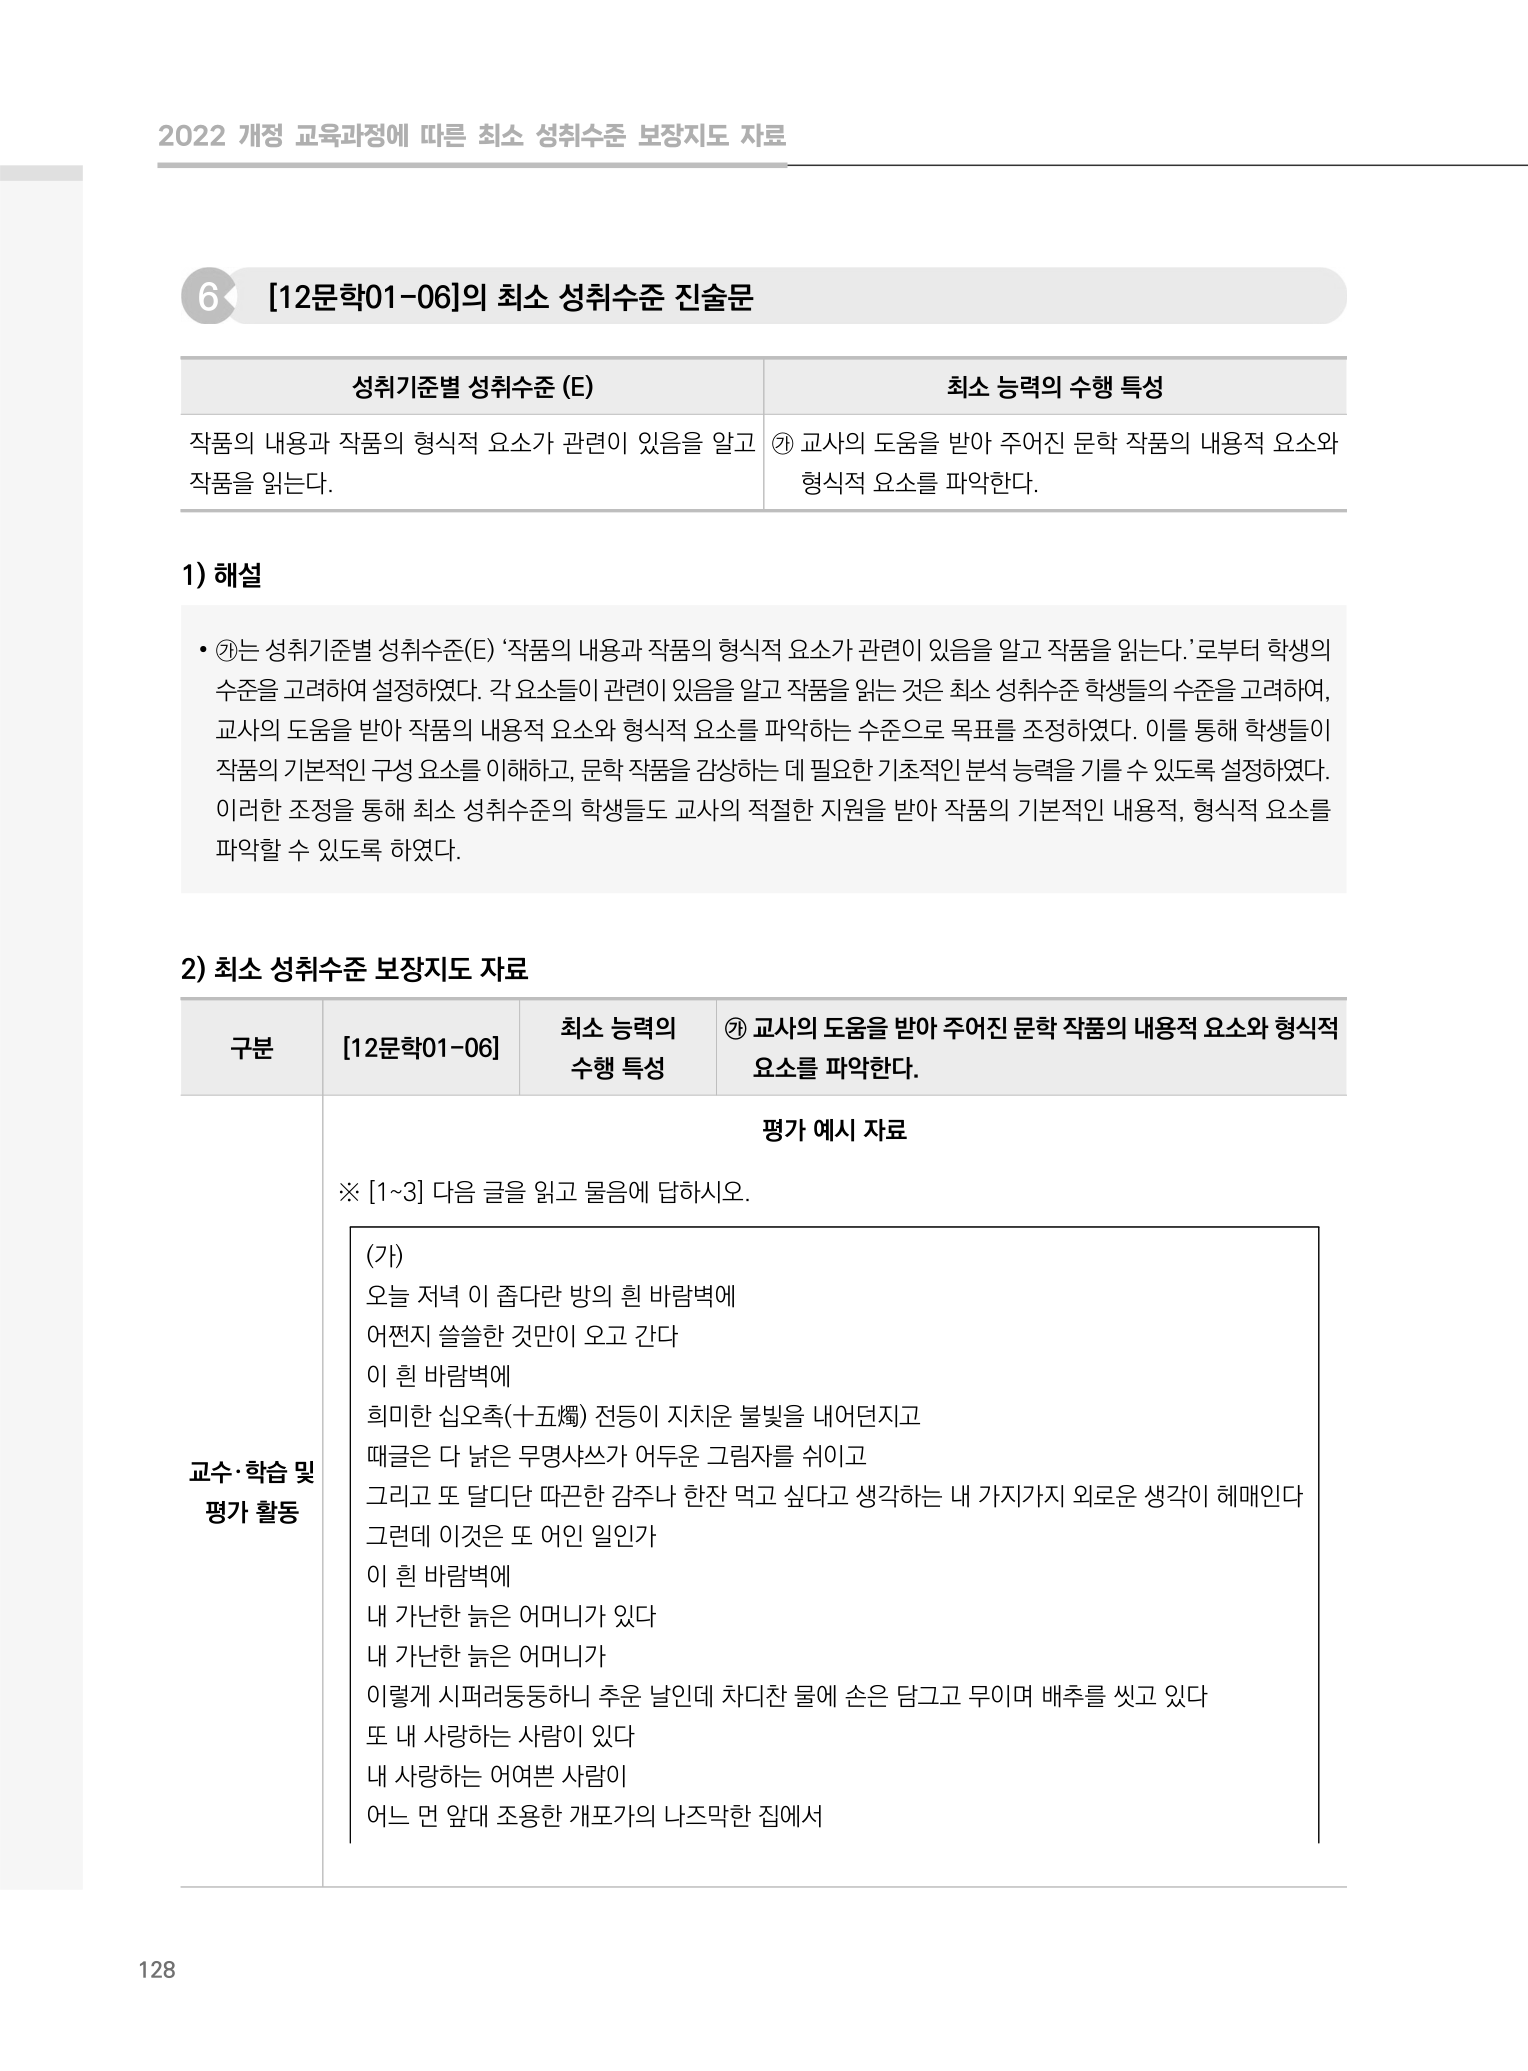 2022 개정 교육과정에 따른 최소 성취수준 보장지도 자료
6 [12문학01-06]의 최소 성취수준 진술문
성취기준별 성취수준 (E) 최소 능력의 수행 특성
작품의 내용과 작품의 형식적 요소가 관련이 있음을 알고
작품을 읽는다.
㉮ 교사의 도움을 받아 주어진 문학 작품의 내용적 요소와
형식적 요소를 파악한다.
1) 해설
• ㉮는 성취기준별 성취수준(E) ‘작품의 내용과 작품의 형식적 요소가 관련이 있음을 알고 작품을 읽는다.’로부터 학생의
수준을 고려하여 설정하였다. 각 요소들이 관련이 있음을 알고 작품을 읽는 것은 최소 성취수준 학생들의 수준을 고려하여,
교사의 도움을 받아 작품의 내용적 요소와 형식적 요소를 파악하는 수준으로 목표를 조정하였다. 이를 통해 학생들이
작품의 기본적인 구성 요소를 이해하고, 문학 작품을 감상하는 데 필요한 기초적인 분석 능력을 기를 수 있도록 설정하였다.
이러한 조정을 통해 최소 성취수준의 학생들도 교사의 적절한 지원을 받아 작품의 기본적인 내용적, 형식적 요소를
파악할 수 있도록 하였다.
2) 최소 성취수준 보장지도 자료
구분
[12문학01-06]
최소 능력의
수행 특성
㉮ 교사의 도움을 받아 주어진 문학 작품의 내용적 요소와 형식적
요소를 파악한다.
교수·학습 및
평가 활동
평가 예시 자료
※ [1~3] 다음 글을 읽고 물음에 답하시오.
(가)
오늘 저녁 이 좁다란 방의 흰 바람벽에
어쩐지 쓸쓸한 것만이 오고 간다
이 흰 바람벽에
희미한 십오촉(十五燭) 전등이 지치운 불빛을 내어던지고
때글은 다 낡은 무명샤쓰가 어두운 그림자를 쉬이고
그리고 또 달디단 따끈한 감주나 한잔 먹고 싶다고 생각하는 내 가지가지 외로운 생각이 헤매인다
그런데 이것은 또 어인 일인가
이 흰 바람벽에
내 가난한 늙은 어머니가 있다
내 가난한 늙은 어머니가
이렇게 시퍼러둥둥하니 추운 날인데 차디찬 물에 손은 담그고 무이며 배추를 씻고 있다
또 내 사랑하는 사람이 있다
내 사랑하는 어여쁜 사람이
어느 먼 앞대 조용한 개포가의 나즈막한 집에서
128